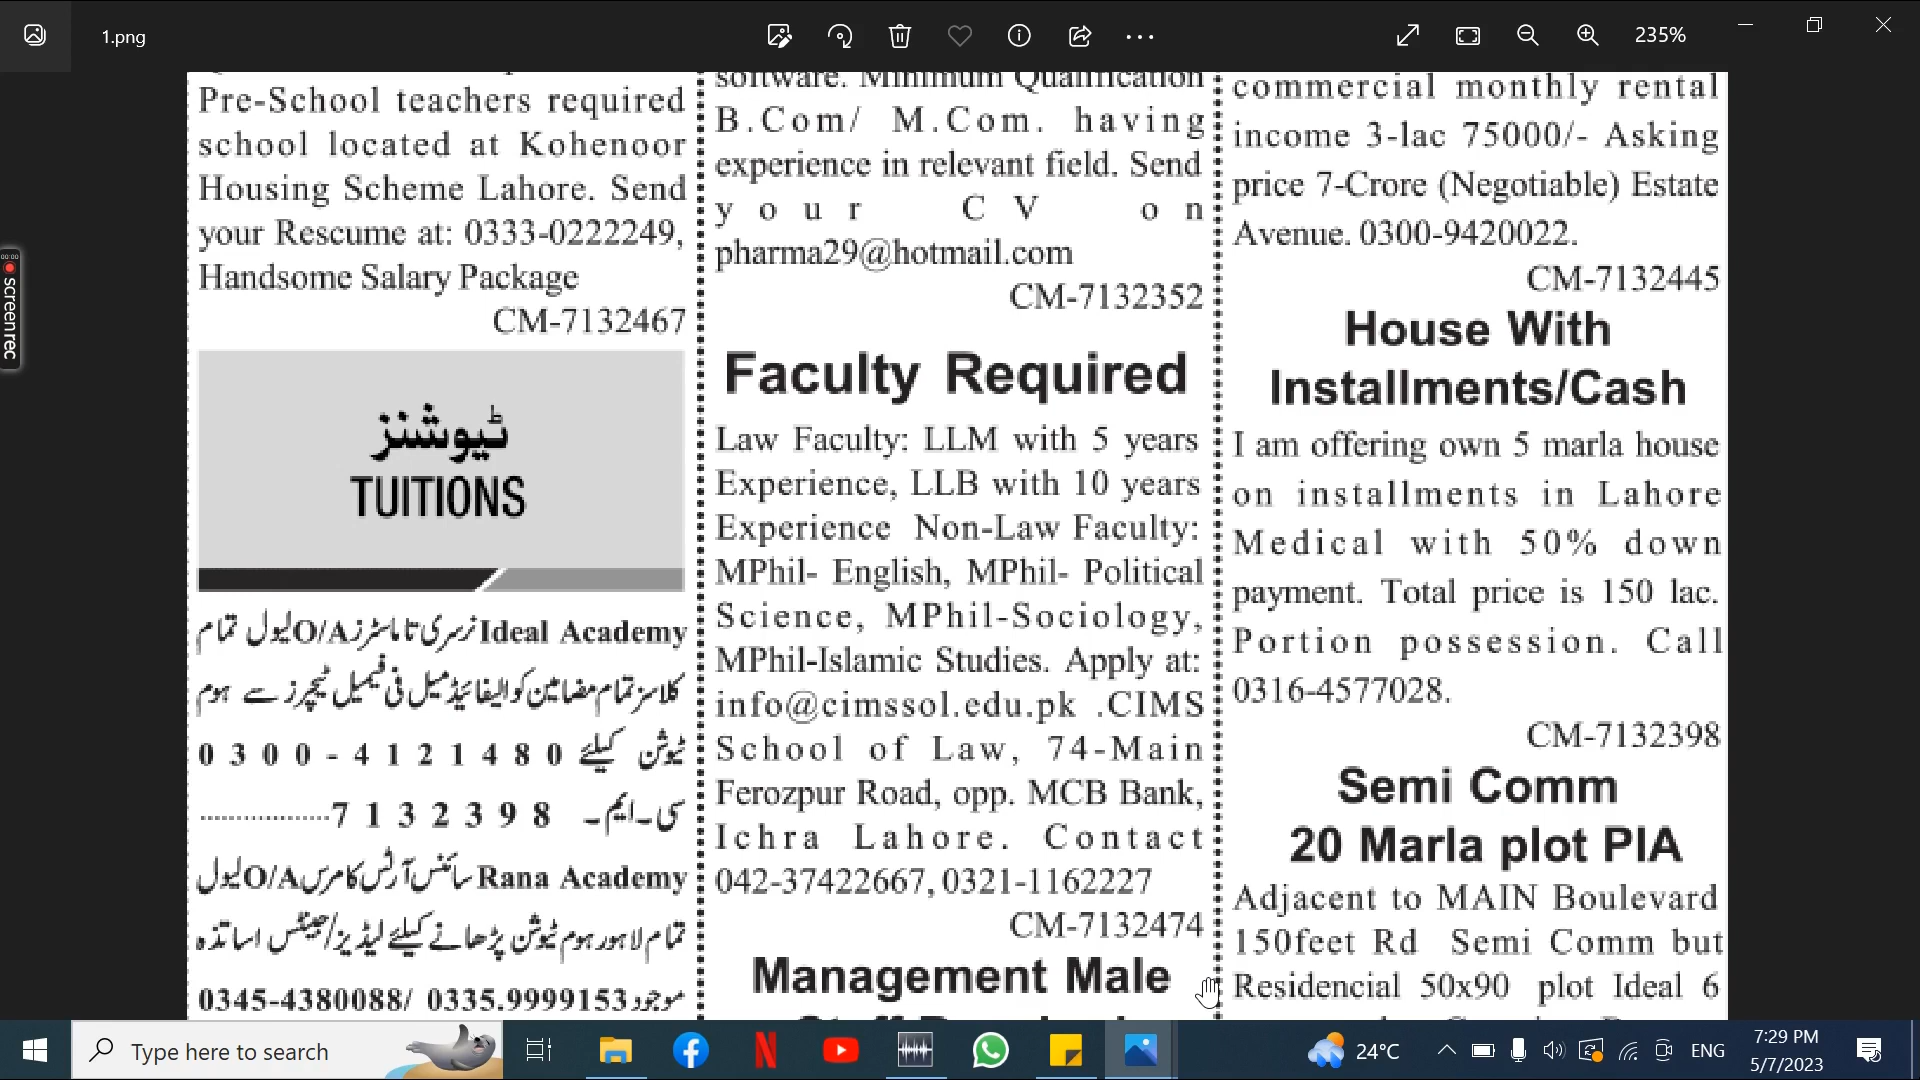 1.png
235%
Pre-School teachers required
school located at Kohenoor
Housing Scheme Lahore. Send
your Rescume at: 0333-0222249,
Handsome Salary Package
CM-7132467
ٹیوشنز
TUITIONS
Ideal Academy نرسری تا ماسٹرز O/A لیول تمام
کلاسز تمام مضامین کوالیفائیڈ میل فی فیمیل ٹیچرز سے ہوم
ٹیوشن کیلئے 0300-4121480
سی۔ایم۔ 7132398
Rana Academy سائنس آرٹس کامرس O/A لیول
تمام لاہور ہوم ٹیوشن پڑھانے کیلئے لیڈیز/جینٹس اساتذہ
موجود 0335.9999153 /0345-4380088
software. Minimum Qualification
B.Com/ M.Com. having
experience in relevant field. Send
your CV on
pharma29@hotmail.com
CM-7132352
Faculty Required
Law Faculty: LLM with 5 years
Experience, LLB with 10 years
Experience Non-Law Faculty:
MPhil- English, MPhil- Political
Science, MPhil-Sociology,
MPhil-Islamic Studies. Apply at:
info@cimssol.edu.pk .CIMS
School of Law, 74-Main
Ferozpur Road, opp. MCB Bank,
Ichra Lahore. Contact
042-37422667, 0321-1162227
CM-7132474
Management Male
commercial monthly rental
income 3-lac 75000/- Asking
price 7-Crore (Negotiable) Estate
Avenue. 0300-9420022.
CM-7132445
House With
Installments/Cash
I am offering own 5 marla house
on installments in Lahore
Medical with 50% down
payment. Total price is 150 lac.
Portion possession. Call
0316-4577028.
CM-7132398
Semi Comm
20 Marla plot PIA
Adjacent to MAIN Boulevard
150feet Rd Semi Comm but
Residencial 50x90 plot Ideal 6
00:00
screenrec
Type here to search
24°C
ENG
7:29 PM
5/7/2023